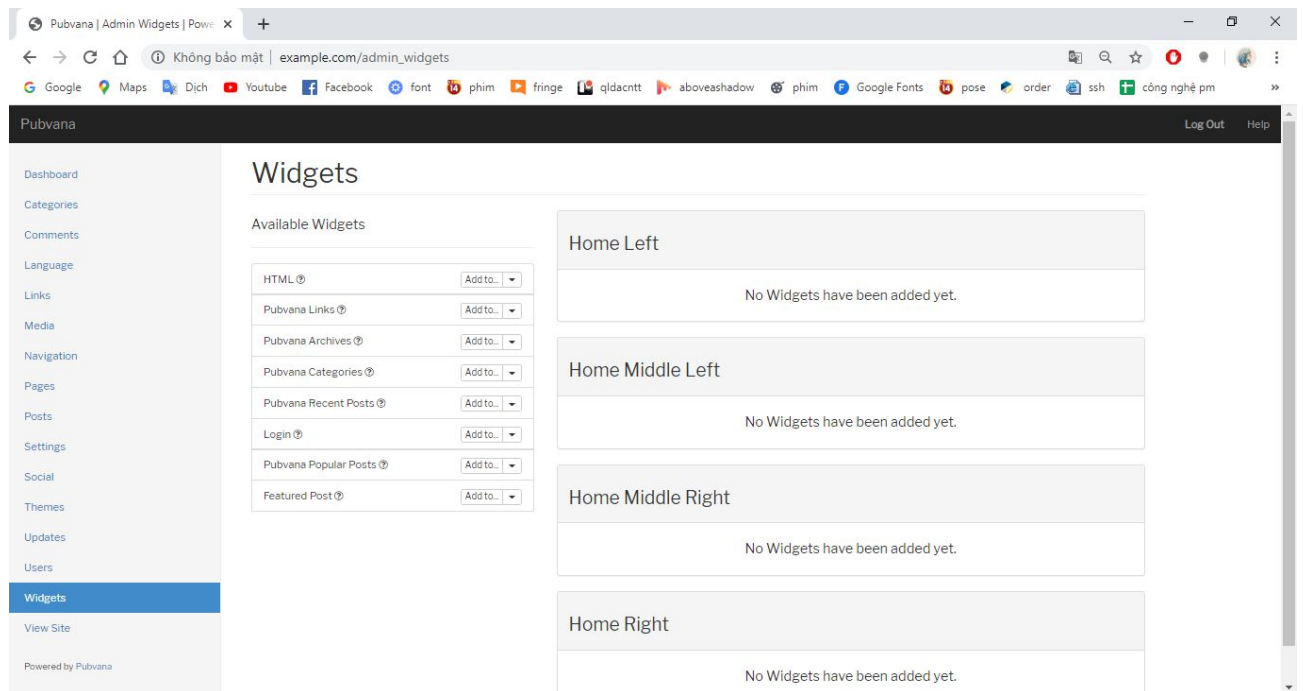 Pubvana | Admin Widgets | Powe
Không bảo mật | example.com/admin_widgets
Google Maps Dịch Youtube Facebook font phim fringe qldacntt aboveashadow phim Google Fonts pose order ssh công nghệ pm »
Pubvana Log Out Help
Dashboard
Categories
Comments
Language
Links
Media
Navigation
Pages
Posts
Settings
Social
Themes
Updates
Users
Widgets
View Site
Powered by Pubvana
Widgets
Available Widgets
HTML Add to...
Pubvana Links Add to...
Pubvana Archives Add to...
Pubvana Categories Add to...
Pubvana Recent Posts Add to...
Login Add to...
Pubvana Popular Posts Add to...
Featured Post Add to...
Home Left
No Widgets have been added yet.
Home Middle Left
No Widgets have been added yet.
Home Middle Right
No Widgets have been added yet.
Home Right
No Widgets have been added yet.